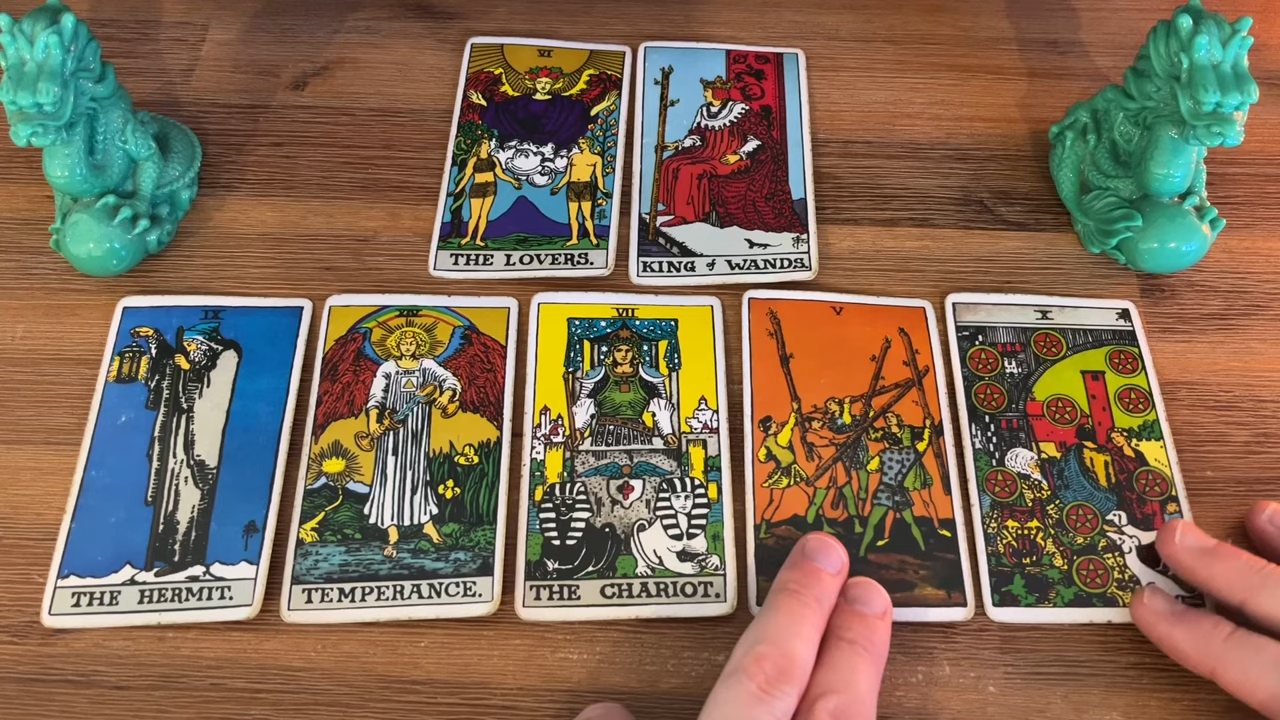 VI
THE LOVERS.
KING of WANDS.
IX
THE HERMIT.
XIV
TEMPERANCE.
VII
THE CHARIOT.
V
X